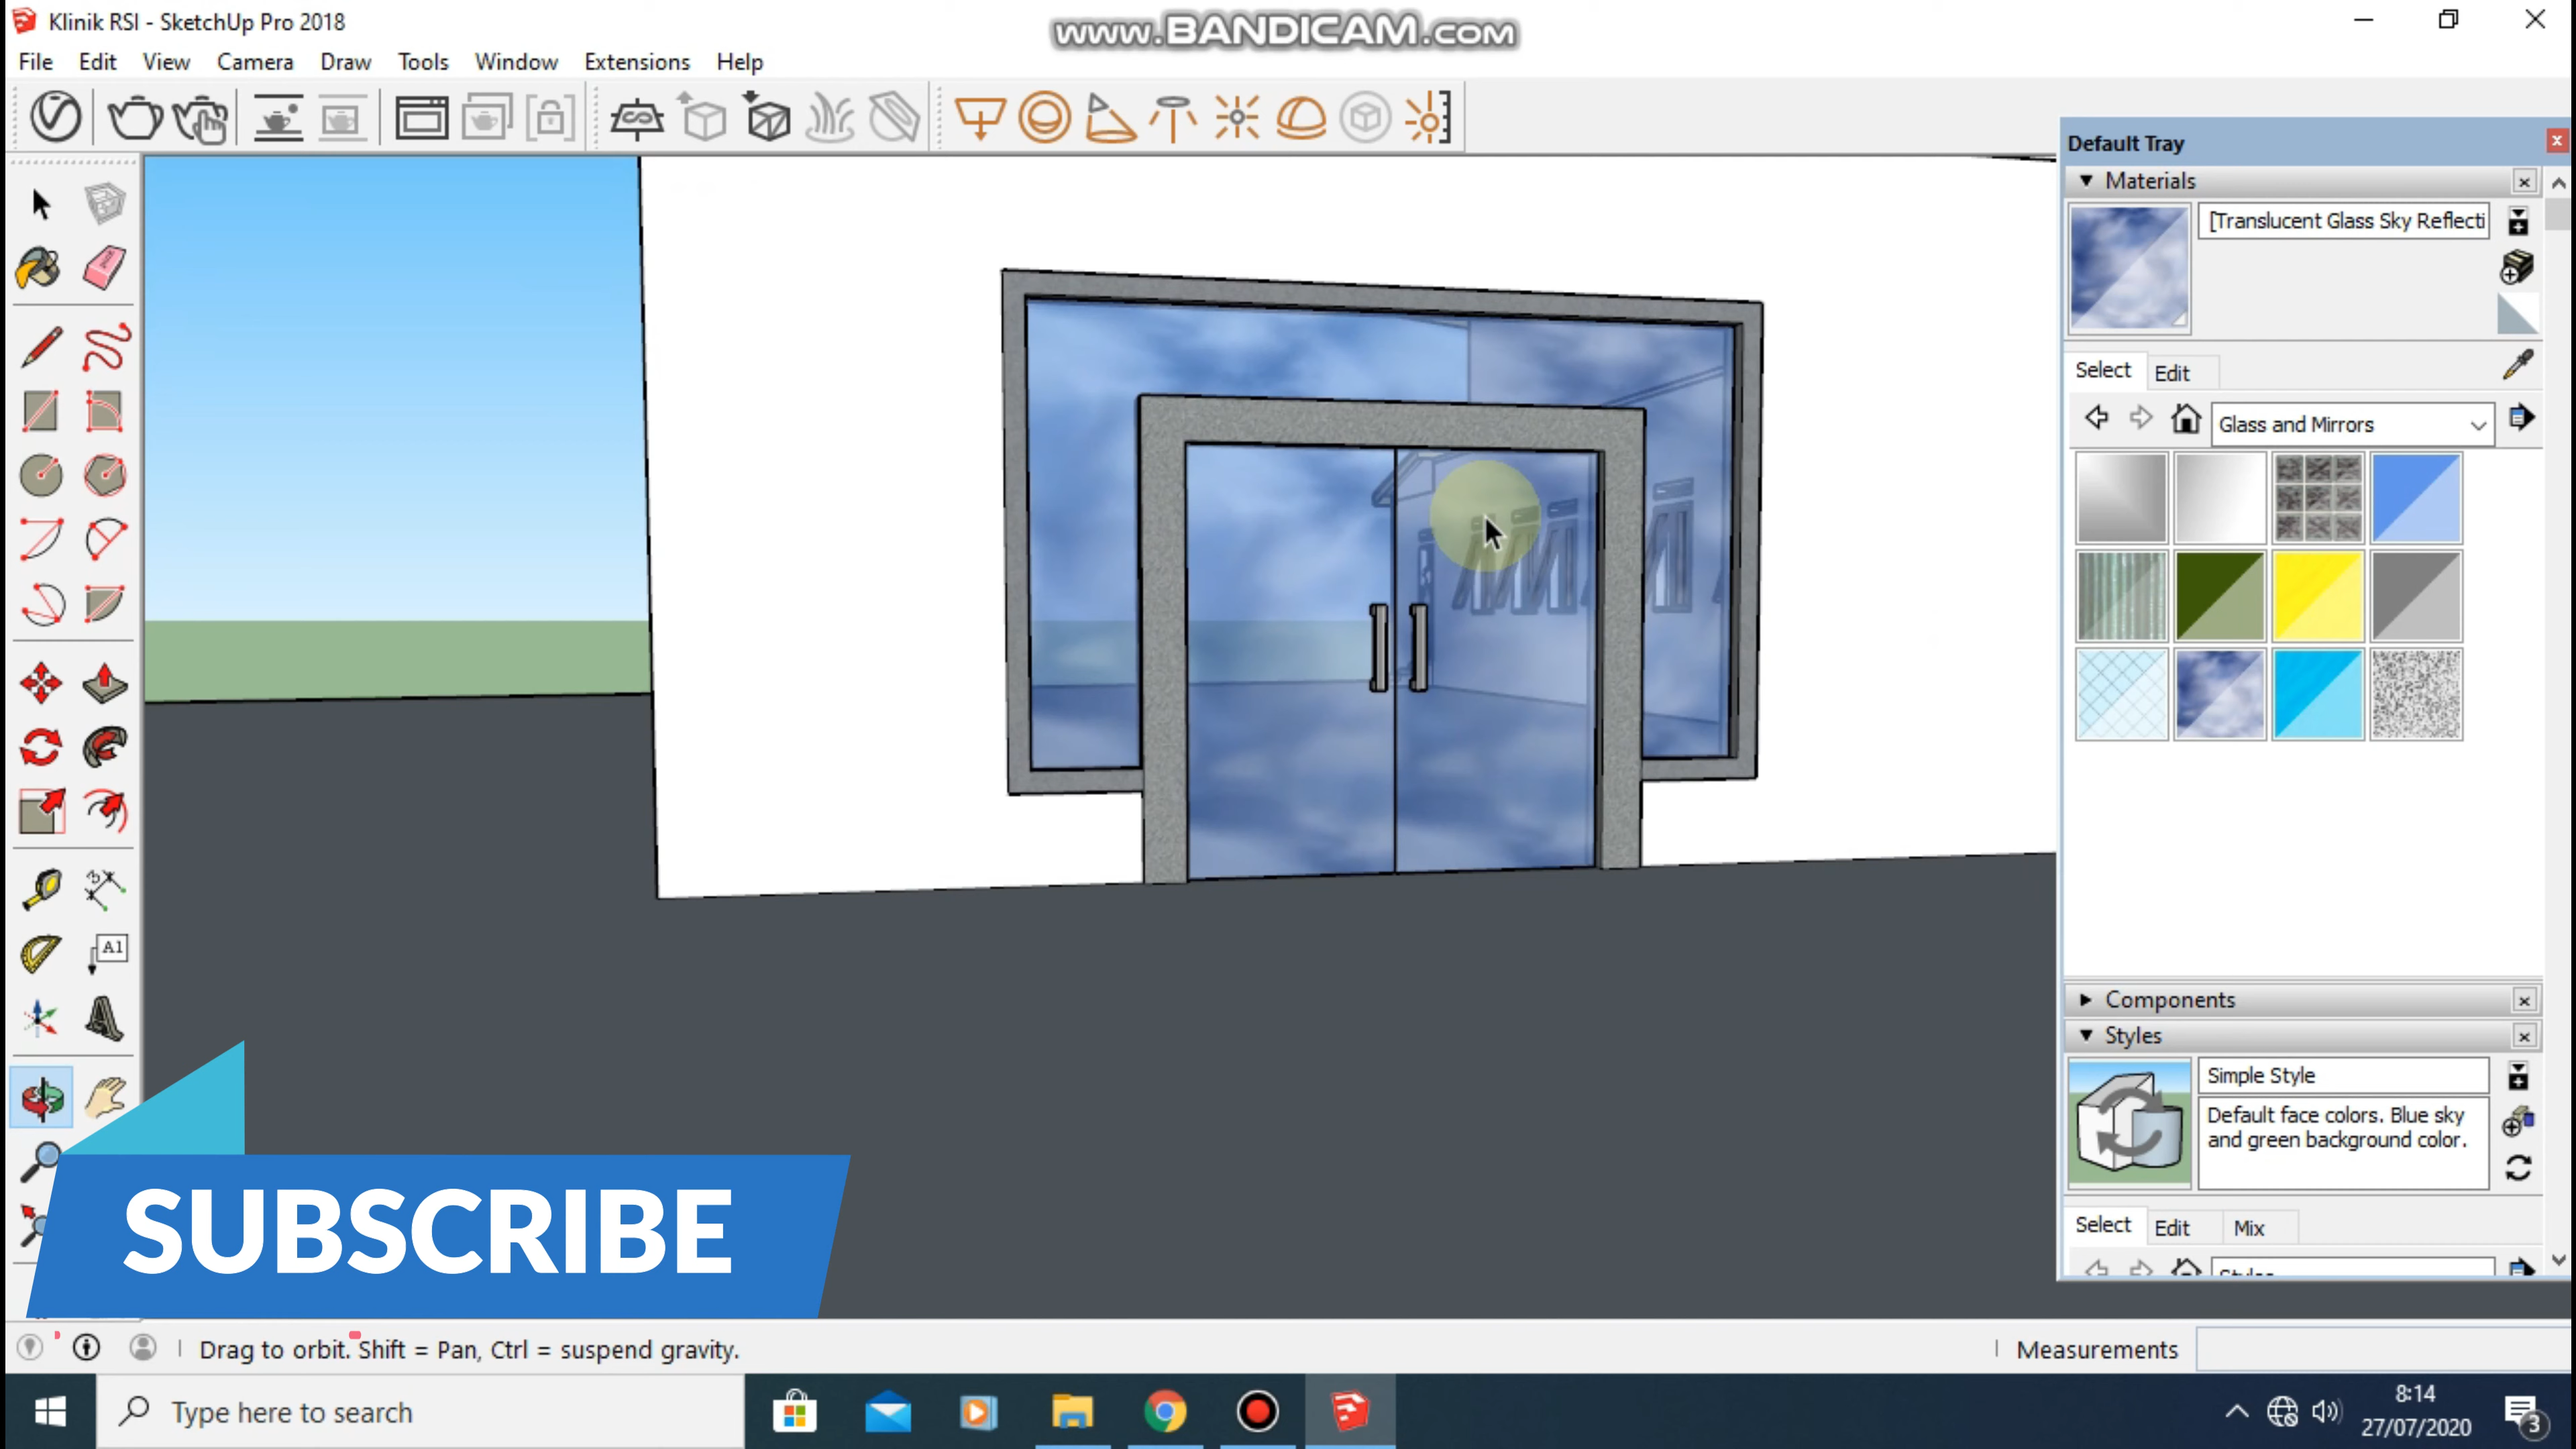 Klinik RSI - SketchUp Pro 2018
www.BANDICAM.com
File Edit View Camera Draw Tools Window Extensions Help
Default Tray
Materials
[Translucent Glass Sky Reflecti
Select Edit
Glass and Mirrors
A1
Components
Styles
Simple Style
Default face colors. Blue sky
and green background color.
Select Edit Mix
SUBSCRIBE
Drag to orbit. Shift = Pan, Ctrl = suspend gravity.
Measurements
Type here to search
8:14
27/07/2020
3